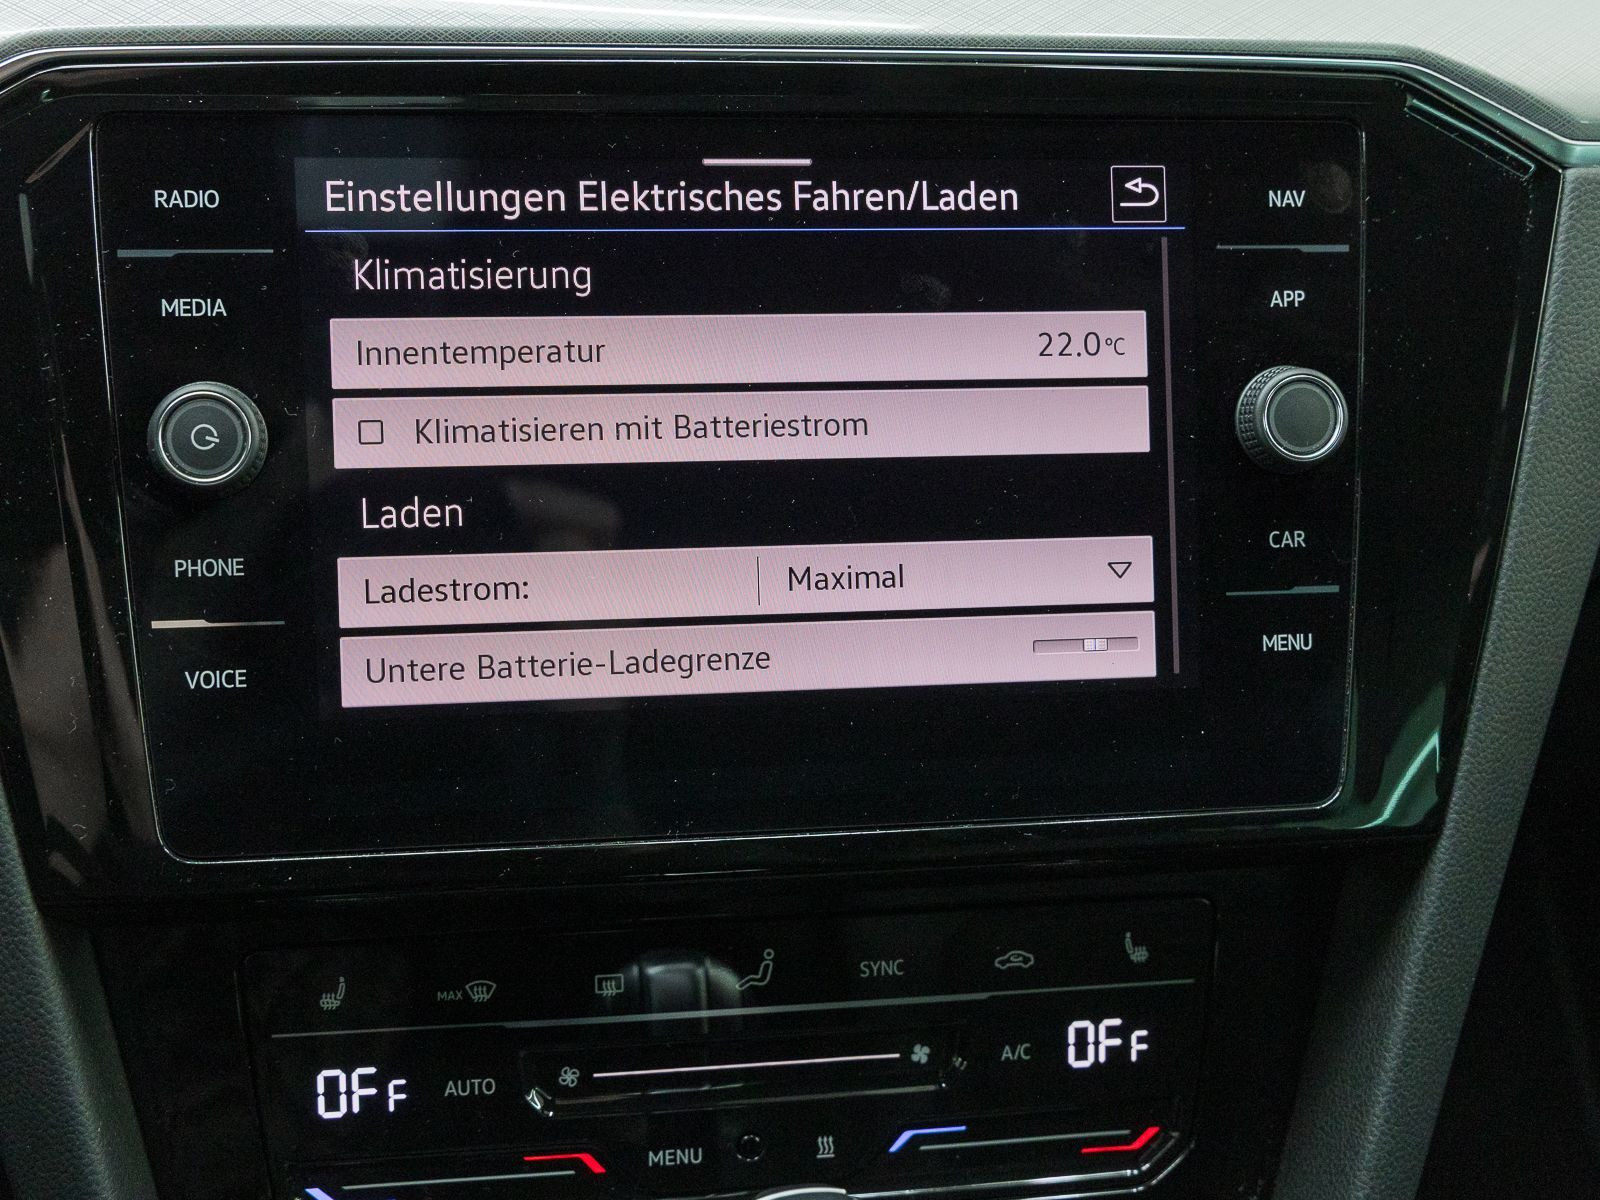 RADIO
MEDIA
PHONE
VOICE
Einstellungen Elektrisches Fahren/Laden
Klimatisierung
Innentemperatur 22.0°C
Klimatisieren mit Batteriestrom
Laden
Ladestrom: Maximal
Untere Batterie-Ladegrenze
NAV
APP
CAR
MENU
MAX
SYNC
OFF AUTO A/C OFF
MENU